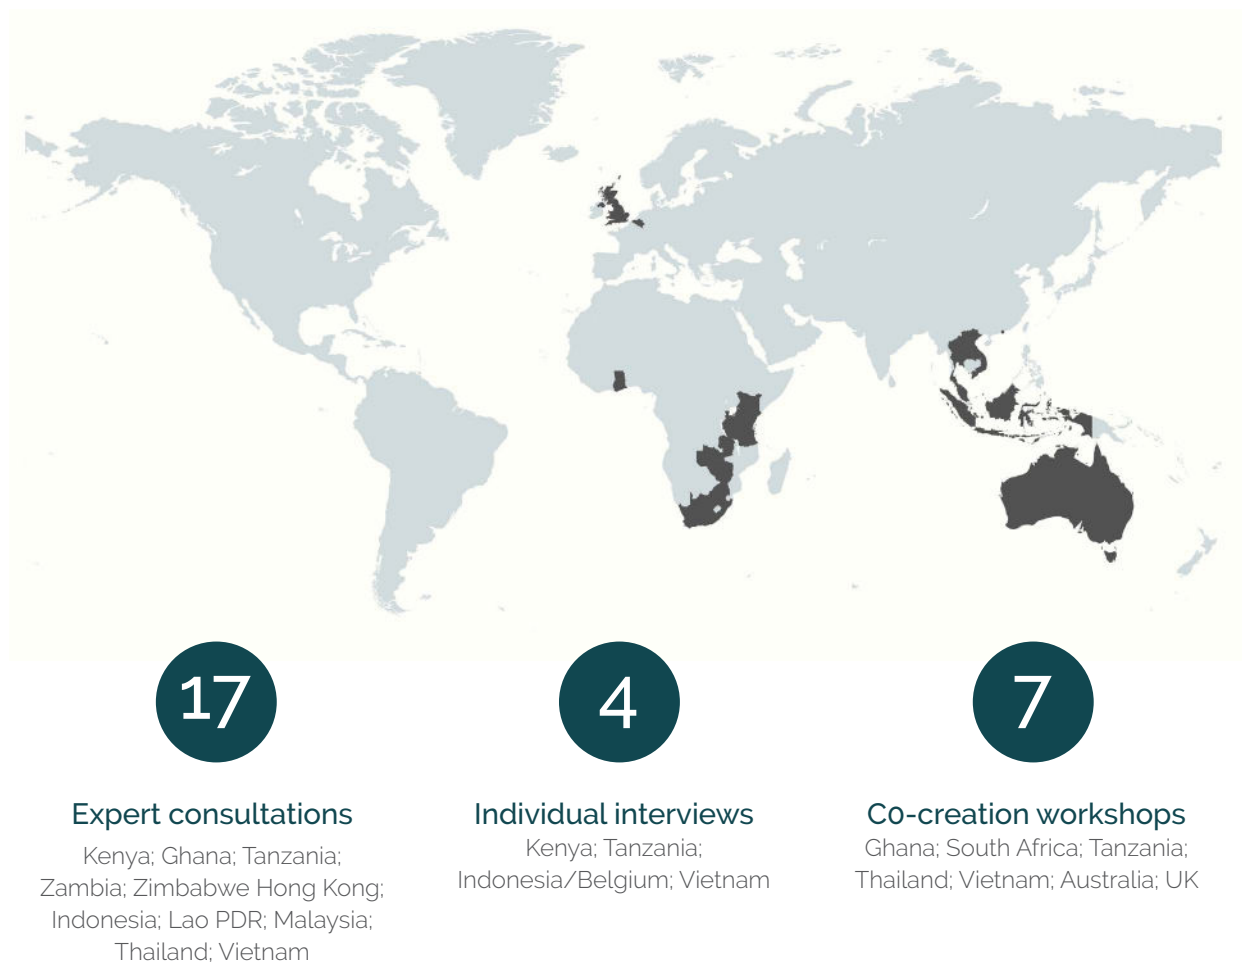 17
Expert consultations
Kenya; Ghana; Tanzania;
Zambia; Zimbabwe Hong Kong;
Indonesia; Lao PDR; Malaysia;
Thailand; Vietnam
4
Individual interviews
Kenya; Tanzania;
Indonesia/Belgium; Vietnam
7
C0-creation workshops
Ghana; South Africa; Tanzania;
Thailand; Vietnam; Australia; UK